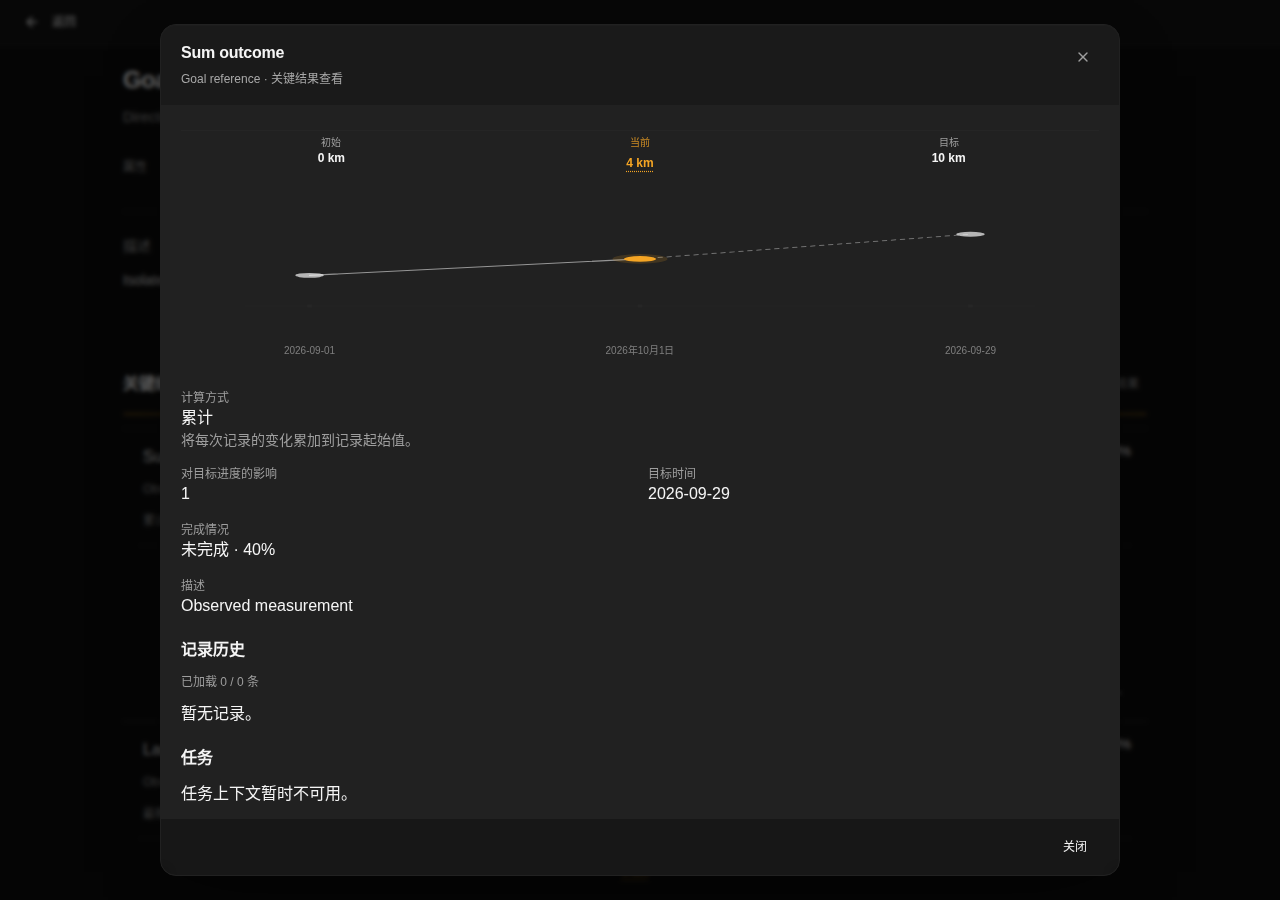 返回
Sum outcome
Goal reference · 关键结果查看
初始
0 km
当前
4 km
目标
10 km
2026-09-01
2026年10月1日
2026-09-29
计算方式
累计
将每次记录的变化累加到记录起始值。
对目标进度的影响
1
目标时间
2026-09-29
完成情况
未完成 · 40%
描述
Observed measurement
记录历史
已加载 0 / 0 条
暂无记录。
任务
任务上下文暂时不可用。
关闭